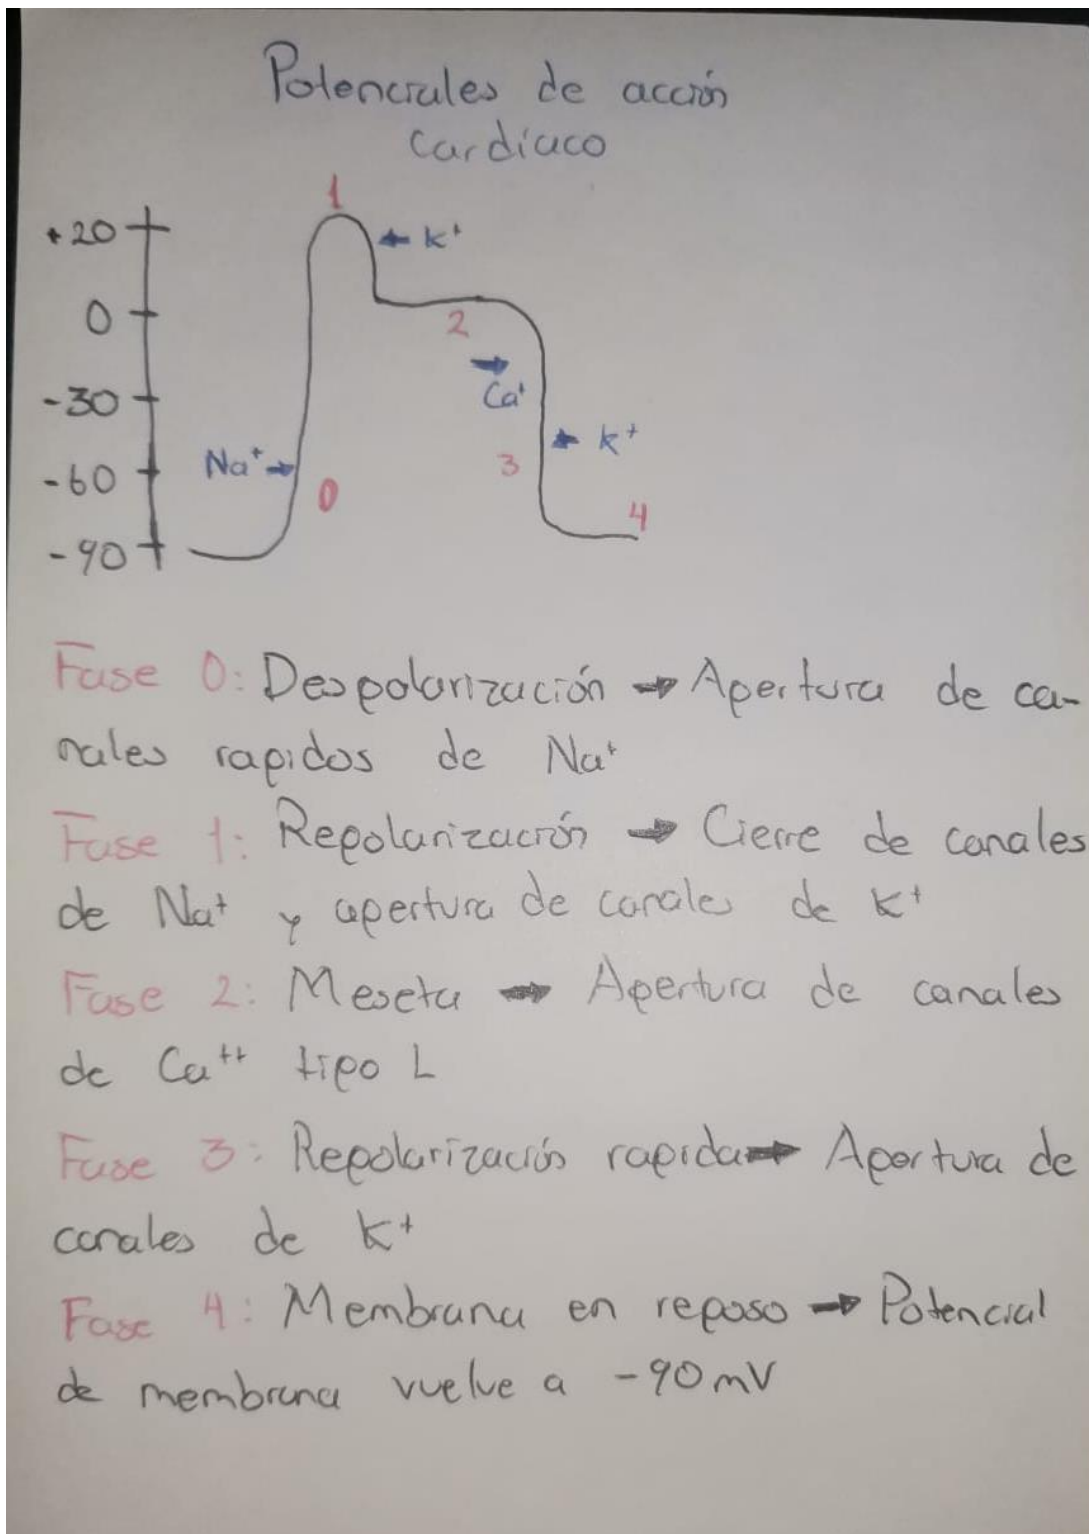 Potenciales de acción
cardíaco
1
+20
K+
0
2
-30
Ca+
Na+
K+
3
-60
0
4
-90
Fase 0: Despolarización → Apertura de ca-
nales rapidos de Na+
Fase 1: Repolarización → Cierre de canales
de Na+ y apertura de canales de K+
Fase 2: Meseta → Apertura de canales
de Ca++ tipo L
Fase 3: Repolarización rapida → Apertura de
canales de K+
Fase 4: Membrana en reposo → Potencial
de membrana vuelve a -90 mV